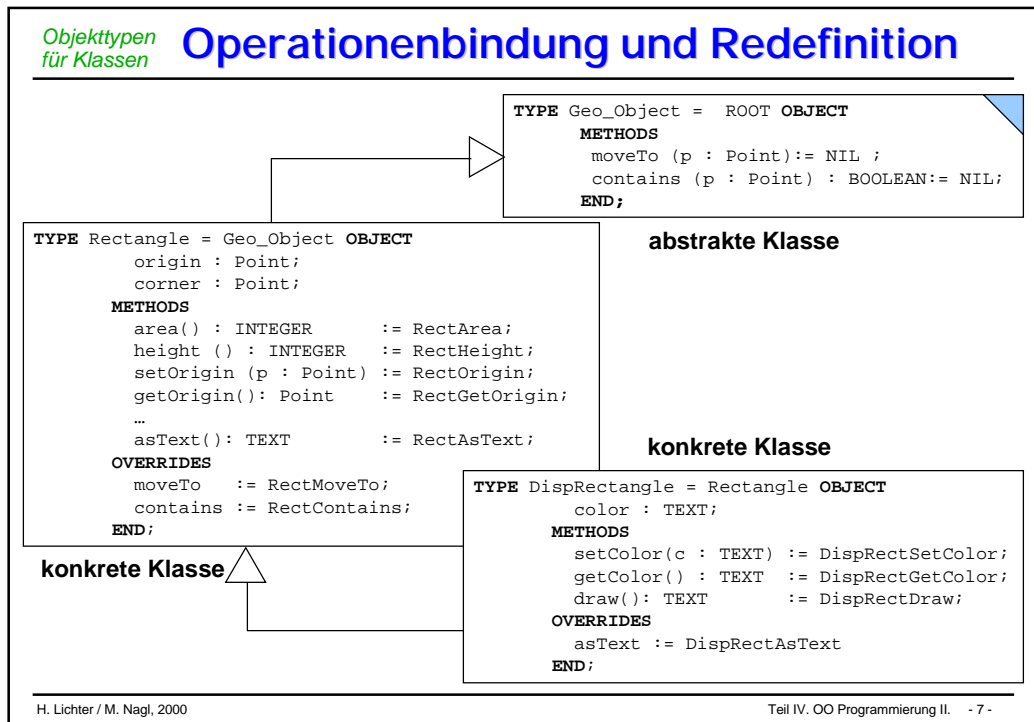 Objekttypen
für Klassen
Operationenbindung und Redefinition
TYPE Geo_Object =  ROOT OBJECT
METHODS
moveTo (p : Point):= NIL ;
contains (p : Point) : BOOLEAN:= NIL;
END;
abstrakte Klasse
TYPE Rectangle = Geo_Object OBJECT
origin : Point;
corner : Point;
METHODS
area() : INTEGER      := RectArea;
height () : INTEGER   := RectHeight;
setOrigin (p : Point) := RectOrigin;
getOrigin(): Point    := RectGetOrigin;
…
asText(): TEXT        := RectAsText;
OVERRIDES
moveTo   := RectMoveTo;
contains := RectContains;
END;
konkrete Klasse
konkrete Klasse
TYPE DispRectangle = Rectangle OBJECT
color : TEXT;
METHODS
setColor(c : TEXT) := DispRectSetColor;
getColor() : TEXT  := DispRectGetColor;
draw(): TEXT       := DispRectDraw;
OVERRIDES
asText := DispRectAsText
END;
H. Lichter / M. Nagl, 2000
Teil IV. OO Programmierung II.   - 7 -